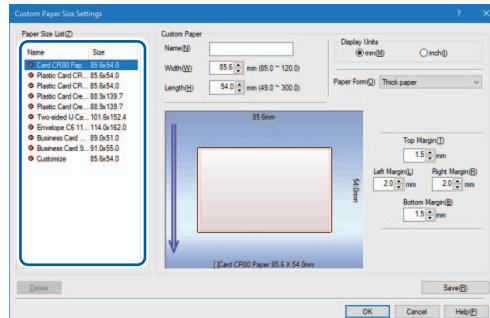 Custom Paper Size Settings ? ×
Paper Size List(Z)
Name Size
Card CR80 Pap... 85.6x54.0
Plastic Card CR... 85.6x54.0
Plastic Card CR... 85.6x54.0
Plastic Card Cre... 88.9x139.7
Plastic Card Cre... 88.9x139.7
Two-sided IJ Ca... 101.6x152.4
Envelope C6 11... 114.0x162.0
Business Card ... 89.0x51.0
Business Card 9... 91.0x55.0
Customize 85.6x54.0
Delete
Custom Paper
Name(N)
Width(W) 85.6 mm (85.0 ~ 120.0)
Length(H) 54.0 mm (49.0 ~ 300.0)
Display Units
mm(M) inch(I)
Paper Form(Q) Thick paper
85.6mm
54.0mm
[ ]Card CR80 Paper 85.6 X 54.0mm
Top Margin(T)
1.5 mm
Left Margin(L) Right Margin(R)
2.0 mm 2.0 mm
Bottom Margin(B)
1.5 mm
Save(R)
OK Cancel Help(P)